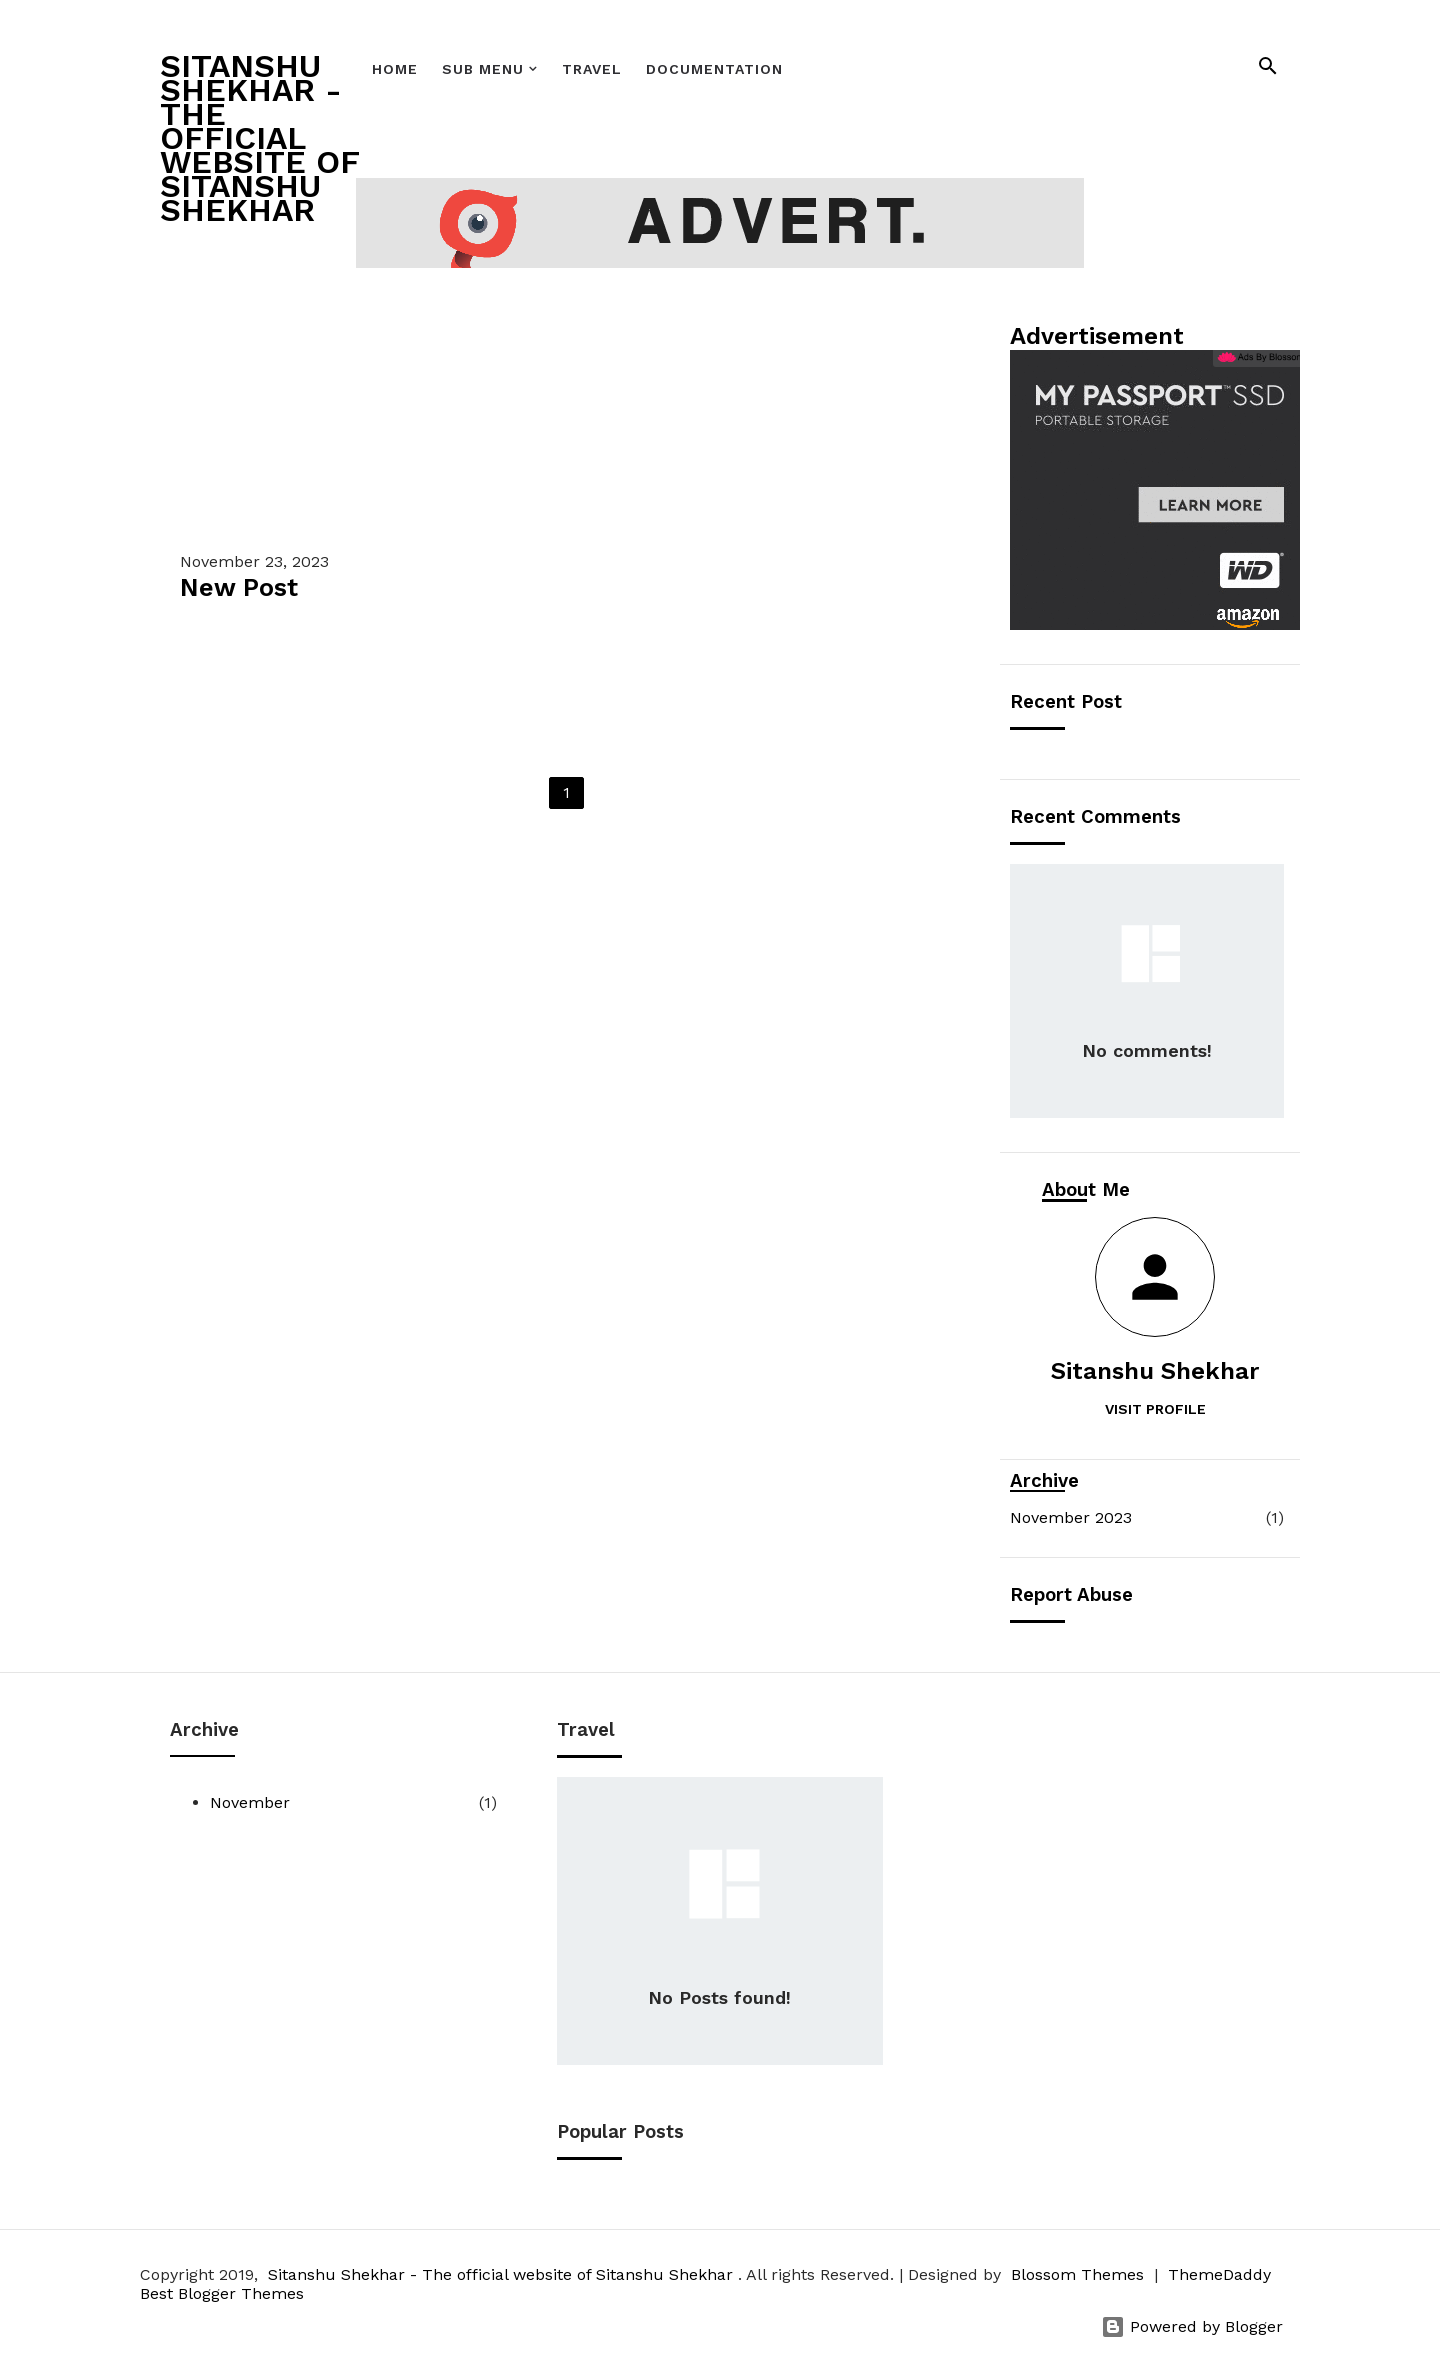 SITANSHU
SHEKHAR -
THE
OFFICIAL
WEBSITE OF
SITANSHU
SHEKHAR
HOME SUB MENU TRAVEL DOCUMENTATION
ADVERT.
Advertisement
Ads By Blossom
MY PASSPORT™ SSD
PORTABLE STORAGE
LEARN MORE
WD
amazon
November 23, 2023
New Post
1
Recent Post
Recent Comments
No comments!
About Me
Sitanshu Shekhar
VISIT PROFILE
Archive
November 2023 (1)
Report Abuse
Archive
November (1)
Travel
No Posts found!
Popular Posts
Copyright 2019, Sitanshu Shekhar - The official website of Sitanshu Shekhar . All rights Reserved. | Designed by Blossom Themes | ThemeDaddy
Best Blogger Themes
Powered by Blogger